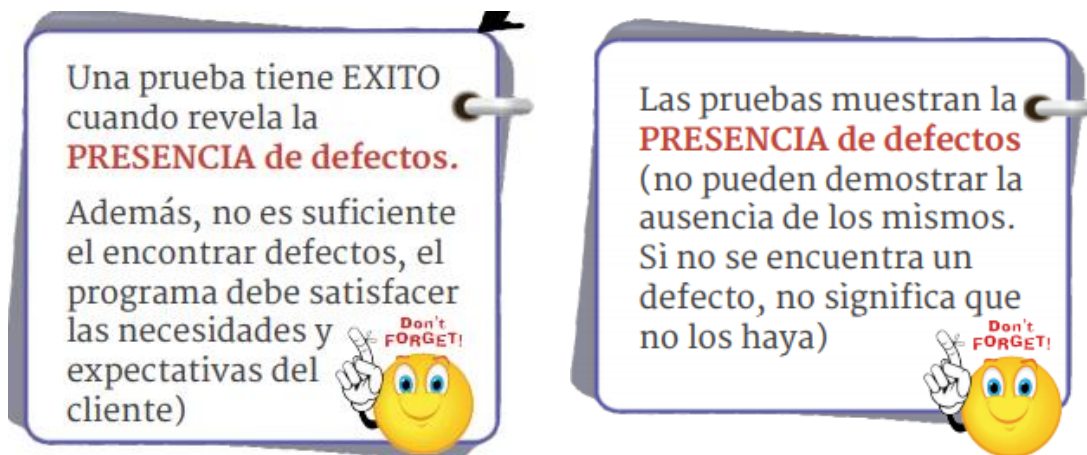 Una prueba tiene EXITO
cuando revela la
PRESENCIA de defectos.
Además, no es suficiente
el encontrar defectos, el
programa debe satisfacer
las necesidades y
expectativas del
cliente)
Don't
FORGET!
Las pruebas muestran la
PRESENCIA de defectos
(no pueden demostrar la
ausencia de los mismos.
Si no se encuentra un
defecto, no significa que
no los haya)
Don't
FORGET!